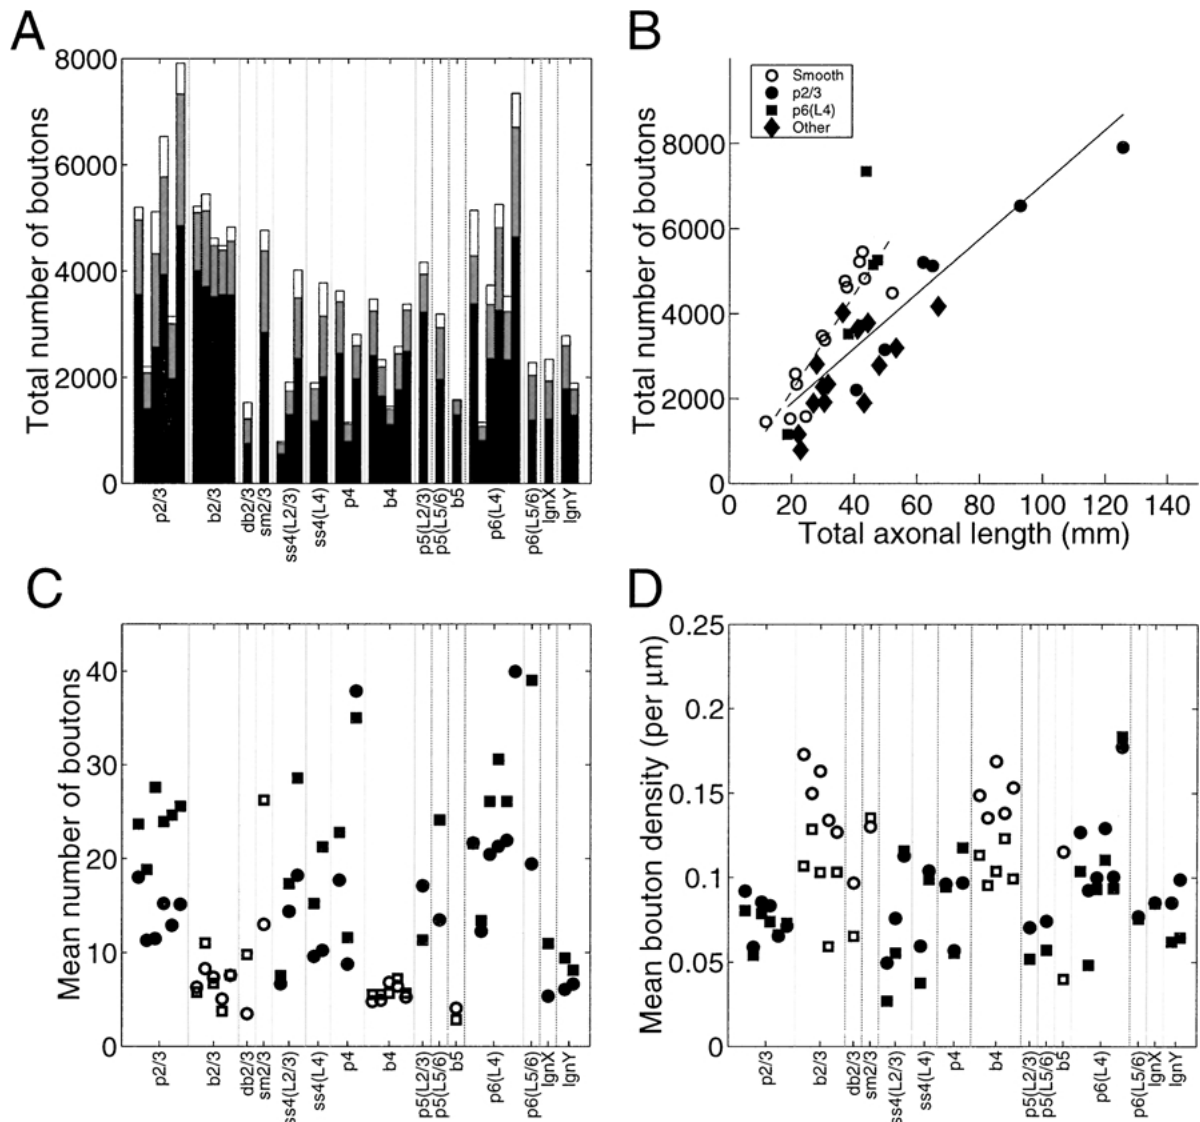 A
Total number of boutons
8000
6000
4000
2000
0
p2/3
b2/3
db2/3
sm2/3
ss4(L2/3)
ss4(L4)
p4
b4
p5(L2/3)
p5(L5/6)
b5
p6(L4)
p6(L5/6)
lgnX
lgnY
B
Total number of boutons
8000
6000
4000
2000
0
Smooth
p2/3
p6(L4)
Other
0 20 40 60 80 100 120 140
Total axonal length (mm)
C
Mean number of boutons
40
30
20
10
0
p2/3
b2/3
db2/3
sm2/3
ss4(L2/3)
ss4(L4)
p4
b4
p5(L2/3)
p5(L5/6)
b5
p6(L4)
p6(L5/6)
lgnX
lgnY
D
Mean bouton density (per μm)
0.25
0.2
0.15
0.1
0.05
0
p2/3
b2/3
db2/3
sm2/3
ss4(L2/3)
ss4(L4)
p4
b4
p5(L2/3)
p5(L5/6)
b5
p6(L4)
p6(L5/6)
lgnX
lgnY